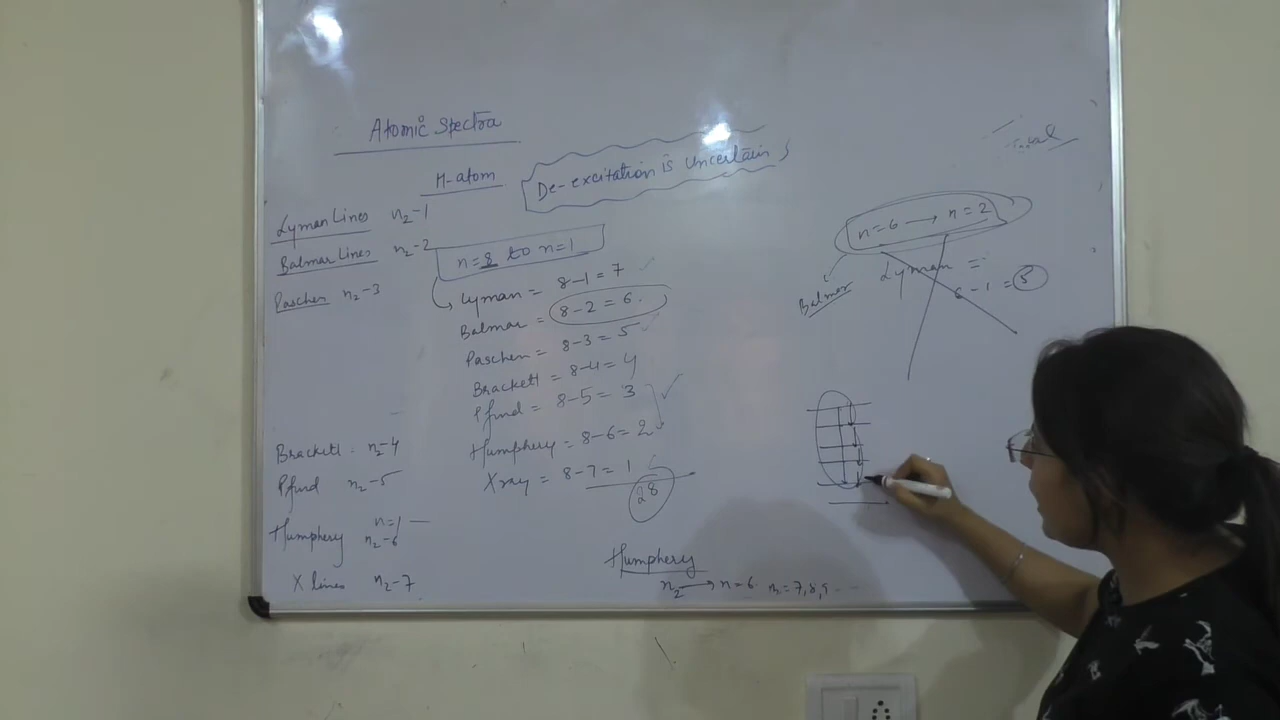 Atomic Spectra
H-atom
De-excitation is uncertain
Lyman Lines n₂-1
Balmar Lines n₂-2
Paschen n₂-3
n=8 to n=1
Lyman = 8-1 = 7
Balmar = 8-2 = 6.
Paschen = 8-3 = 5
Brackett = 8-4 = 4
Pfund = 8-5 = 3
Humphery = 8-6 = 2
X ray = 8-7 = 1
28
Brackett n₂-4
Pfund n₂-5
n=1
Humphery n₂-6
X lines n₂-7
Humphery
n₂ → n=6 n₂=7,8,9 ...
n=6 → n=2
Balmar
Lyman =
6-1 = 5